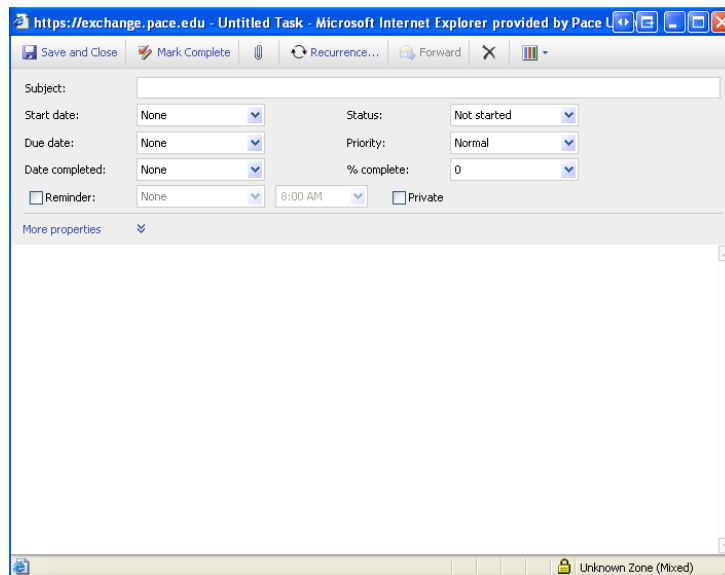 https://exchange.pace.edu - Untitled Task - Microsoft Internet Explorer provided by Pace
Save and Close Mark Complete Recurrence... Forward
Subject:
Start date: None Status: Not started
Due date: None Priority: Normal
Date completed: None % complete: 0
Reminder: None 8:00 AM Private
More properties
Unknown Zone (Mixed)